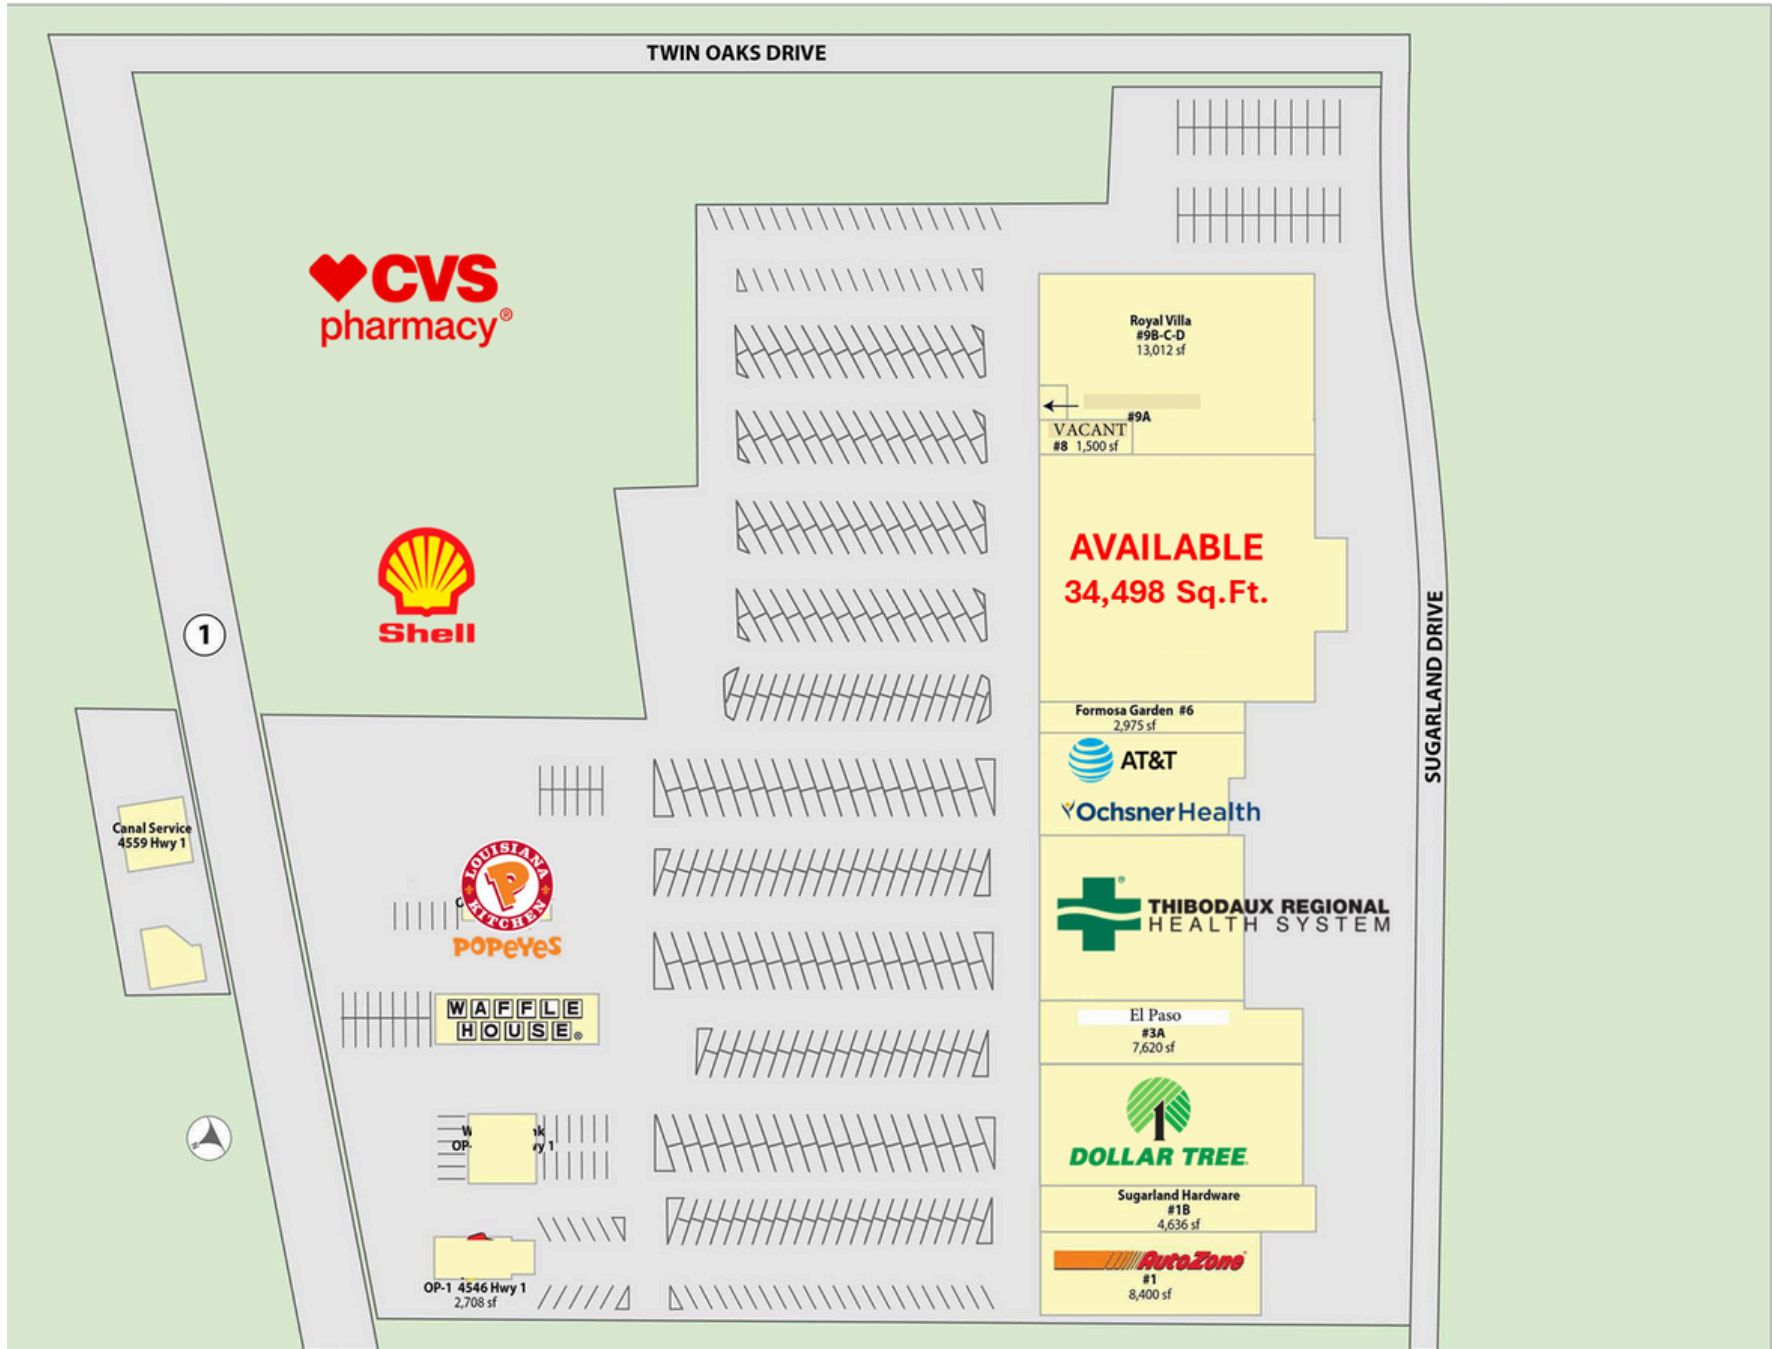 TWIN OAKS DRIVE
CVS
pharmacy®
Royal Villa
#9B-C-D
13,012 sf
#9A
VACANT
#8 1,500 sf
AVAILABLE
34,498 Sq.Ft.
Shell
1
SUGARLAND DRIVE
Formosa Garden #6
2,975 sf
AT&T
Ochsner Health
Canal Service
4559 Hwy 1
LOUISIANA
P
KITCHEN
POPEYES
THIBODAUX REGIONAL
HEALTH SYSTEM
WAFFLE
HOUSE®
El Paso
#3A
7,620 sf
DOLLAR TREE
Sugarland Hardware
#1B
4,636 sf
AutoZone
#1
8,400 sf
OP-1 4546 Hwy 1
2,708 sf